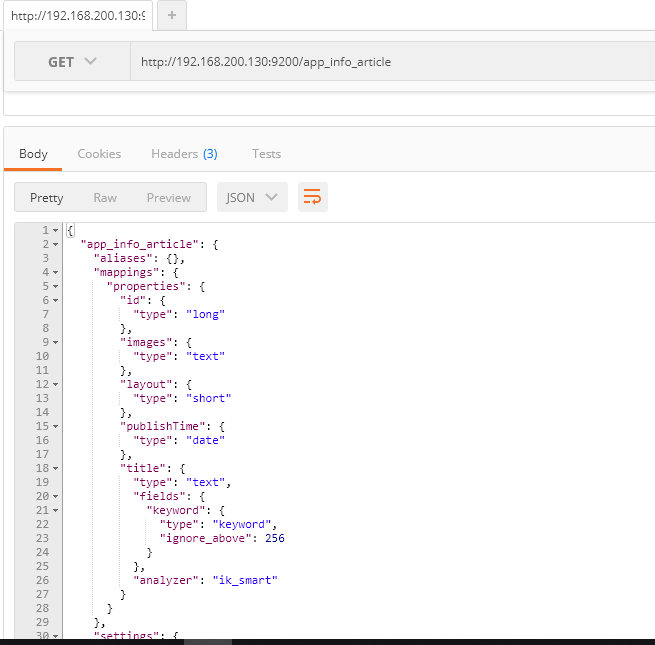 http://192.168.200.130:9
+
GET http://192.168.200.130:9200/app_info_article
Body Cookies Headers (3) Tests
Pretty Raw Preview JSON
1 {
2 "app_info_article": {
3 "aliases": {},
4 "mappings": {
5 "properties": {
6 "id": {
7 "type": "long"
8 },
9 "images": {
10 "type": "text"
11 },
12 "layout": {
13 "type": "short"
14 },
15 "publishTime": {
16 "type": "date"
17 },
18 "title": {
19 "type": "text",
20 "fields": {
21 "keyword": {
22 "type": "keyword",
23 "ignore_above": 256
24 }
25 },
26 "analyzer": "ik_smart"
27 }
28 }
29 },
30 "settings": {